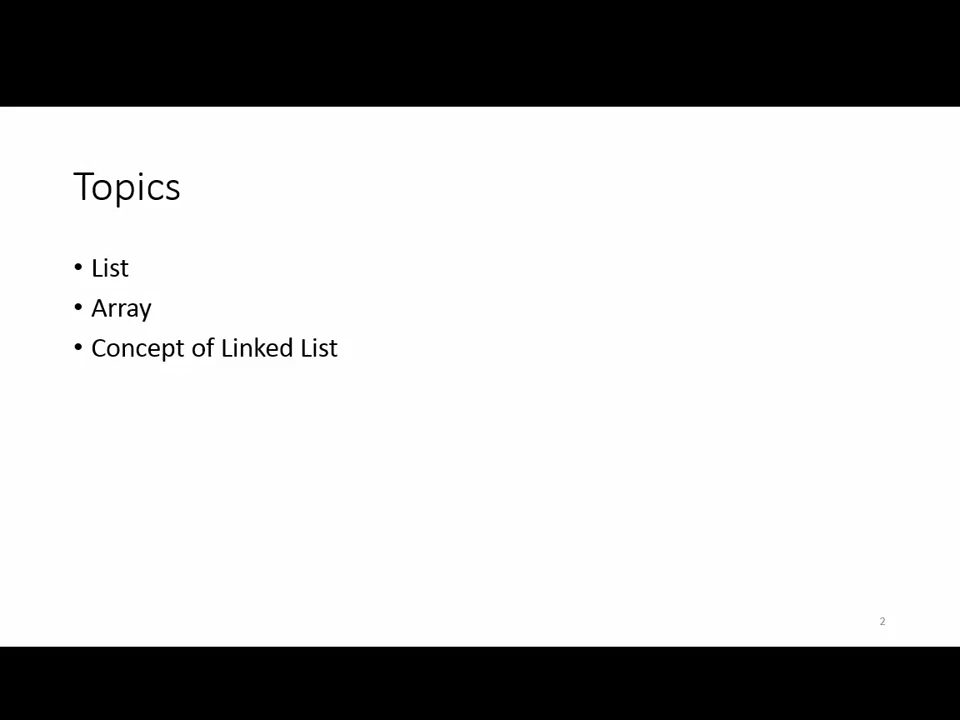 Topics
• List
• Array
• Concept of Linked List
2